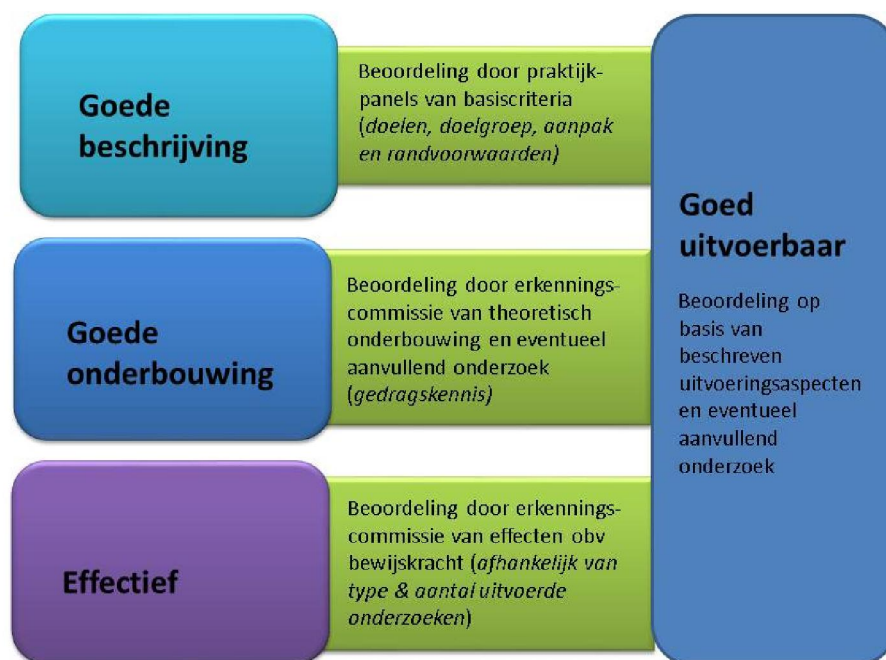 Goede
beschrijving
Beoordeling door praktijk-
panels van basiscriteria
(doelen, doelgroep, aanpak
en randvoorwaarden)
Goede
onderbouwing
Beoordeling door erkennings-
commissie van theoretisch
onderbouwing en eventueel
aanvullend onderzoek
(gedragskennis)
Effectief
Beoordeling door erkennings-
commissie van effecten obv
bewijskracht (afhankelijk van
type & aantal uitvoerde
onderzoeken)
Goed
uitvoerbaar
Beoordeling op
basis van
beschreven
uitvoeringsaspecten
en eventueel
aanvullend
onderzoek